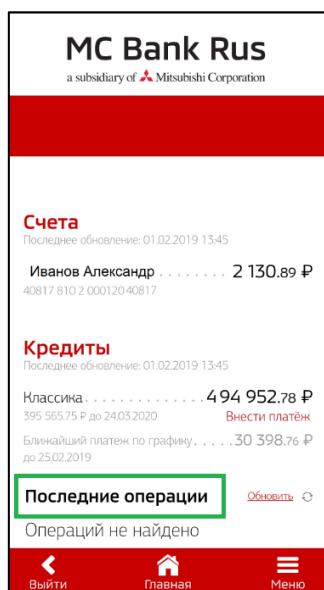 MC Bank Rus
a subsidiary of Mitsubishi Corporation
Счета
Последнее обновление: 01.02.2019 13:45
Иванов Александр . . . . . . . . 2 130.89 ₽
40817 810 2 000120 40817
Кредиты
Последнее обновление: 01.02.2019 13:45
Классика . . . . . . . . . . . . . . 494 952.78 ₽
395 565.75 ₽ до 24.03.2020 Внести платёж
Ближайший платеж по графику . . . . . 30 398.76 ₽
до 25.02.2019
Последние операции Обновить
Операций не найдено
Выйти Главная Меню